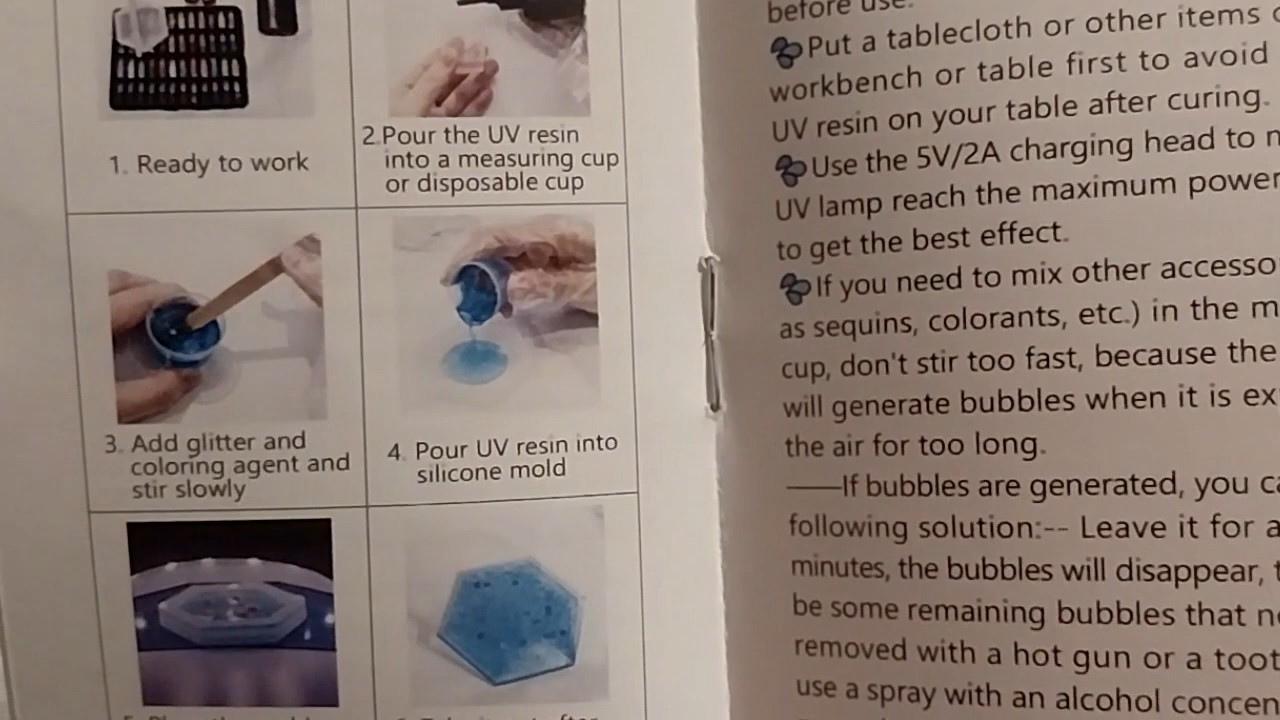 1. Ready to work
2.Pour the UV resin
into a measuring cup
or disposable cup
3. Add glitter and
coloring agent and
stir slowly
4. Pour UV resin into
silicone mold
before use.
Put a tablecloth or other items
workbench or table first to avoid
UV resin on your table after curing.
Use the 5V/2A charging head to
UV lamp reach the maximum power
to get the best effect.
If you need to mix other
as sequins, colorants, etc.) in the
cup, don't stir too fast, because the
will generate bubbles when it is
the air for too long.
——If bubbles are generated, you
following solution:-- Leave it for
minutes, the bubbles will disappear,
be some remaining bubbles that
removed with a hot gun or a
use a spray with an alcohol